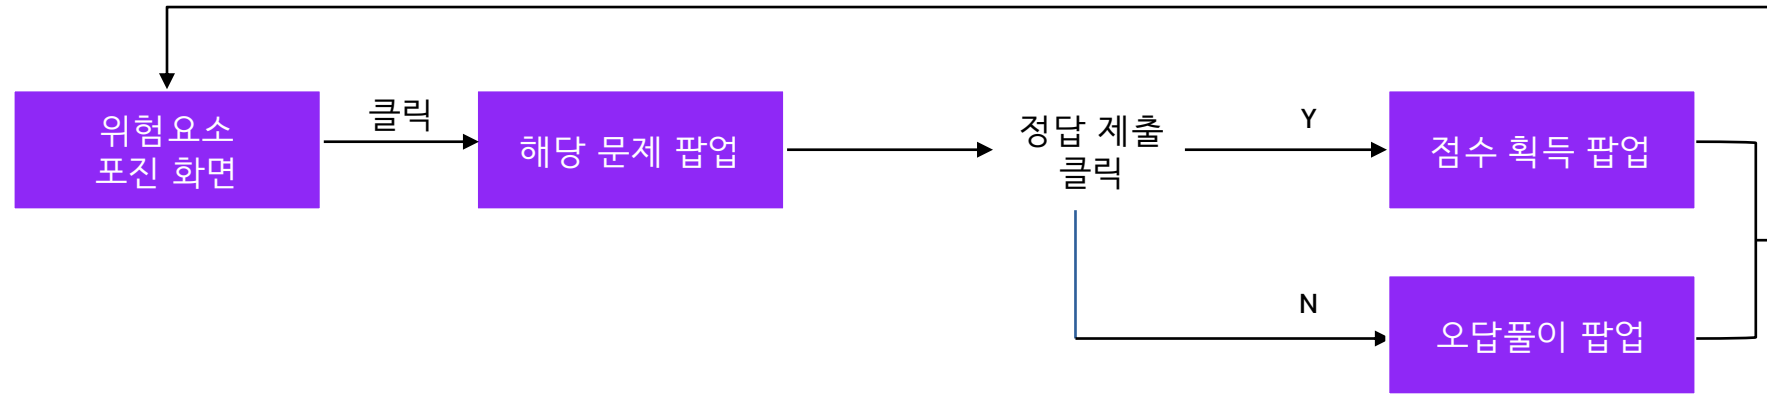 위험요소
포진 화면
클릭
해당 문제 팝업
정답 제출
클릭
Y
점수 획득 팝업
N
오답풀이 팝업